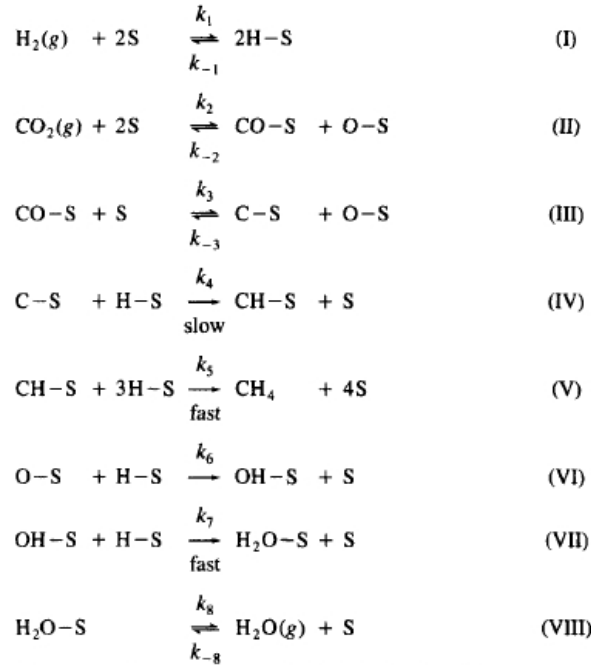 k₁
H₂(g) + 2S ⇌ 2H−S (I)
k₋₁
k₂
CO₂(g) + 2S ⇌ CO−S + O−S (II)
k₋₂
k₃
CO−S + S ⇌ C−S + O−S (III)
k₋₃
k₄
C−S + H−S → CH−S + S (IV)
slow
k₅
CH−S + 3H−S → CH₄ + 4S (V)
fast
k₆
O−S + H−S → OH−S + S (VI)
k₇
OH−S + H−S → H₂O−S + S (VII)
fast
k₈
H₂O−S ⇌ H₂O(g) + S (VIII)
k₋₈